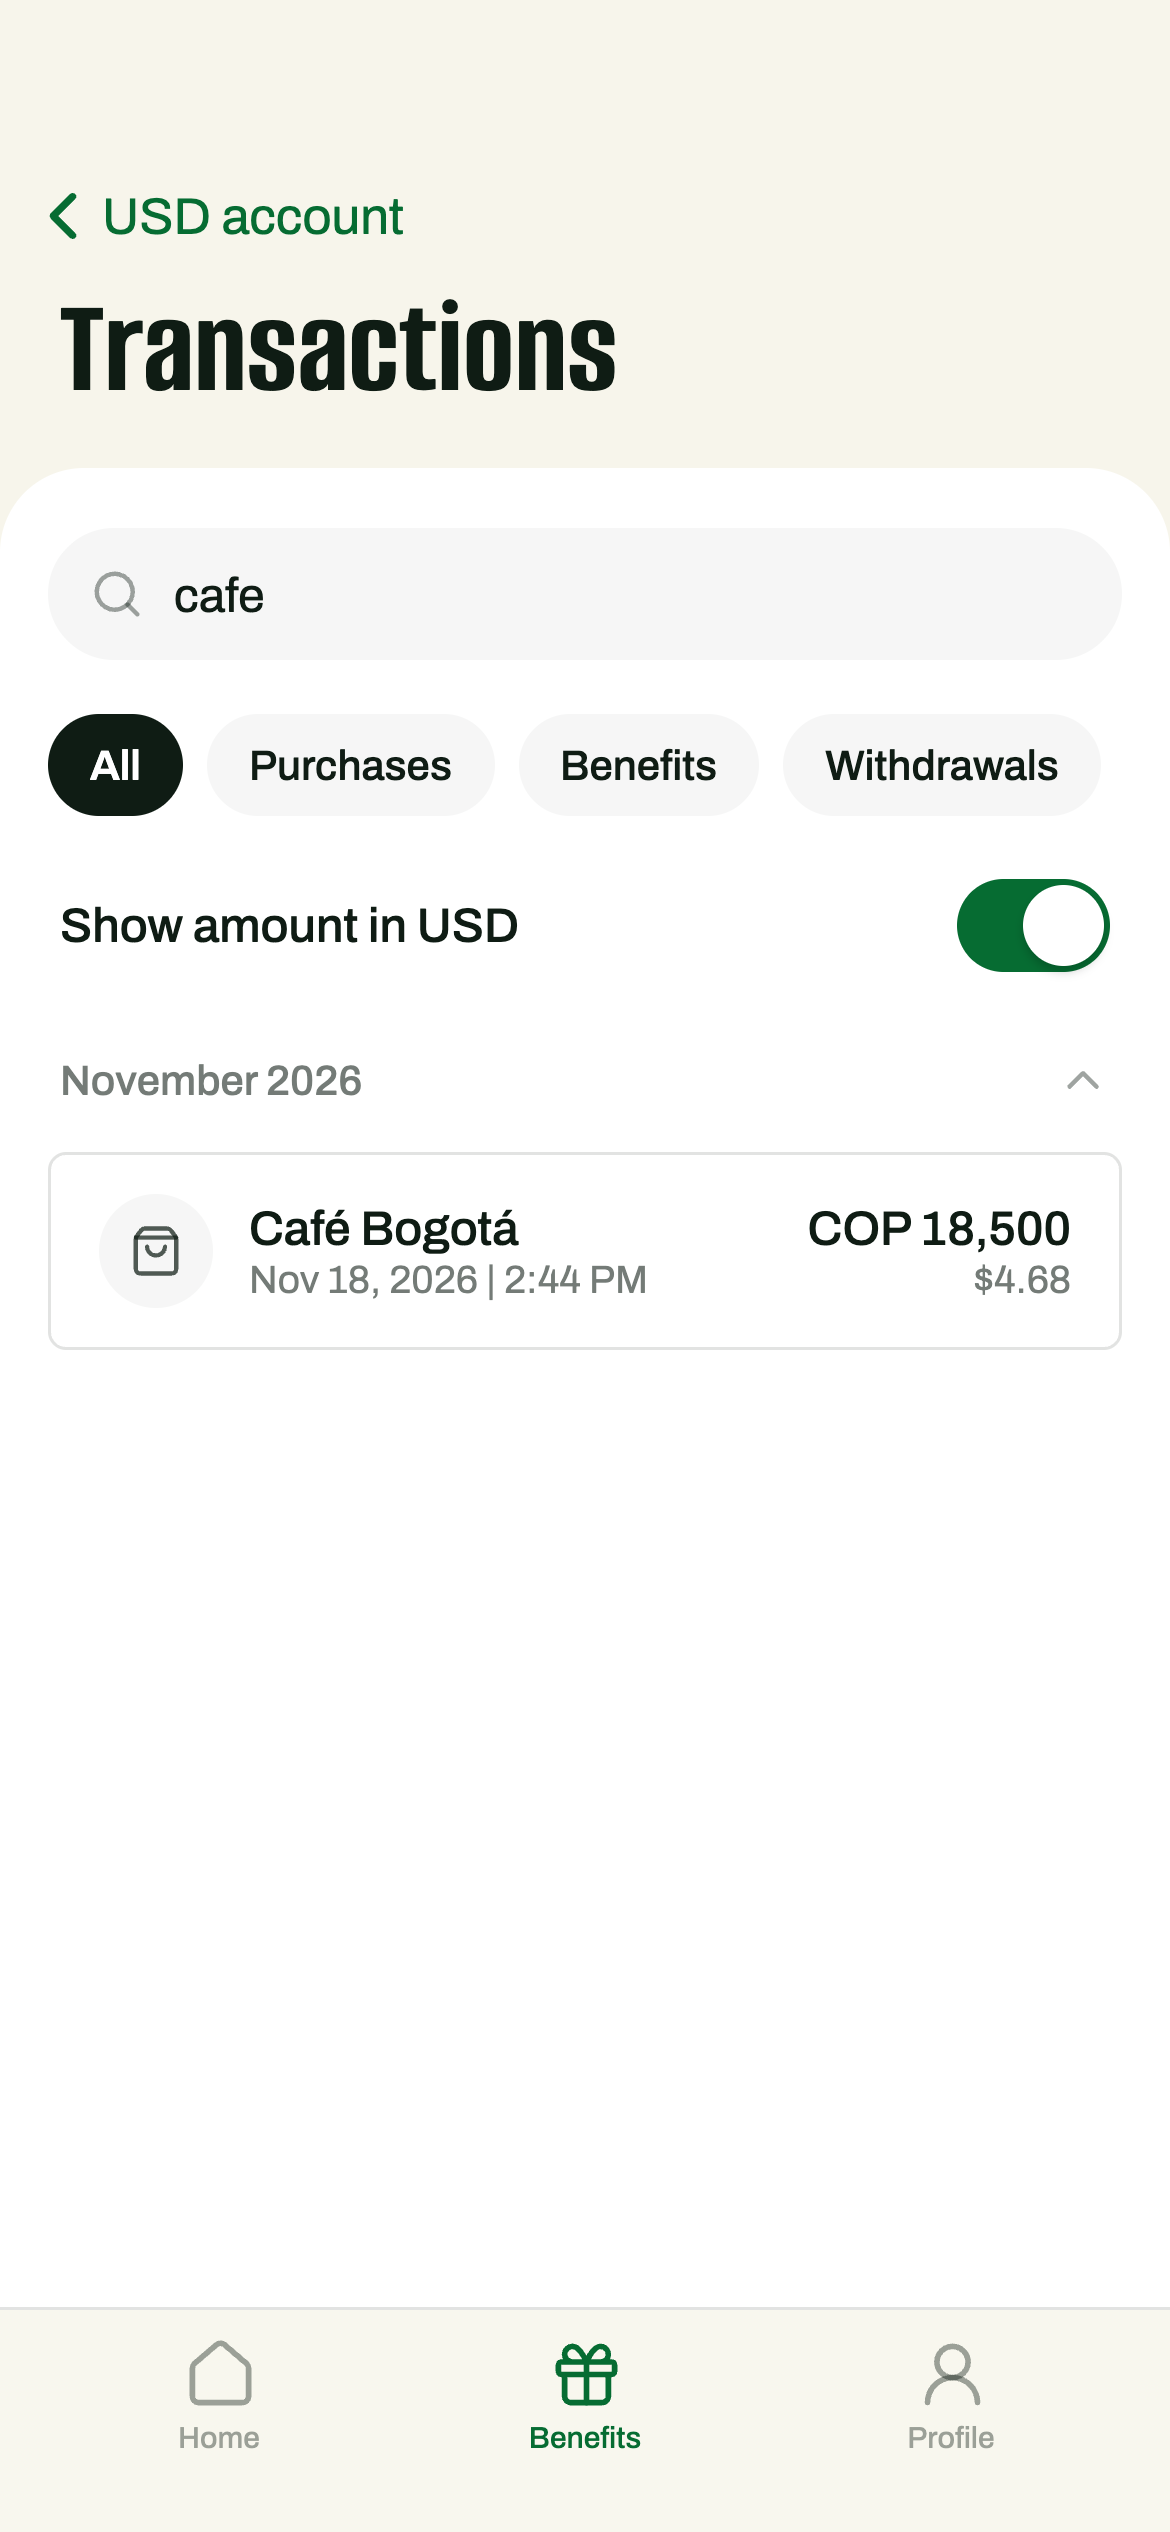 USD account
Transactions
cafe
All Purchases Benefits Withdrawals
Show amount in USD
November 2026
Café Bogotá COP 18,500
Nov 18, 2026 | 2:44 PM $4.68
Home Benefits Profile